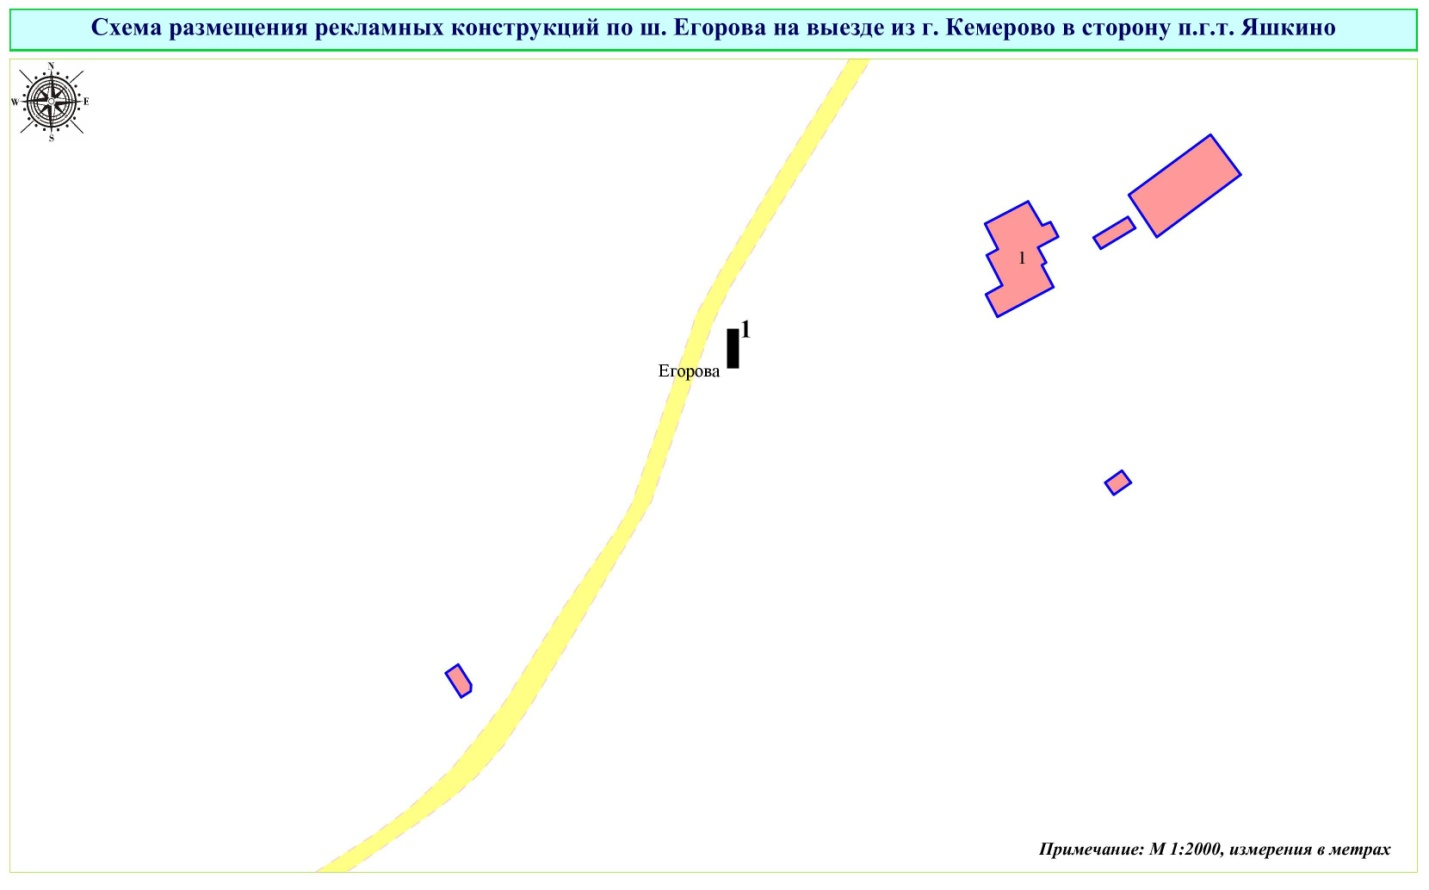 Схема размещения рекламных конструкций по ш. Егорова на выезде из г. Кемерово в сторону п.г.т. Яшкино
N
W E
S
1
1
Егорова
Примечание: М 1:2000, измерения в метрах